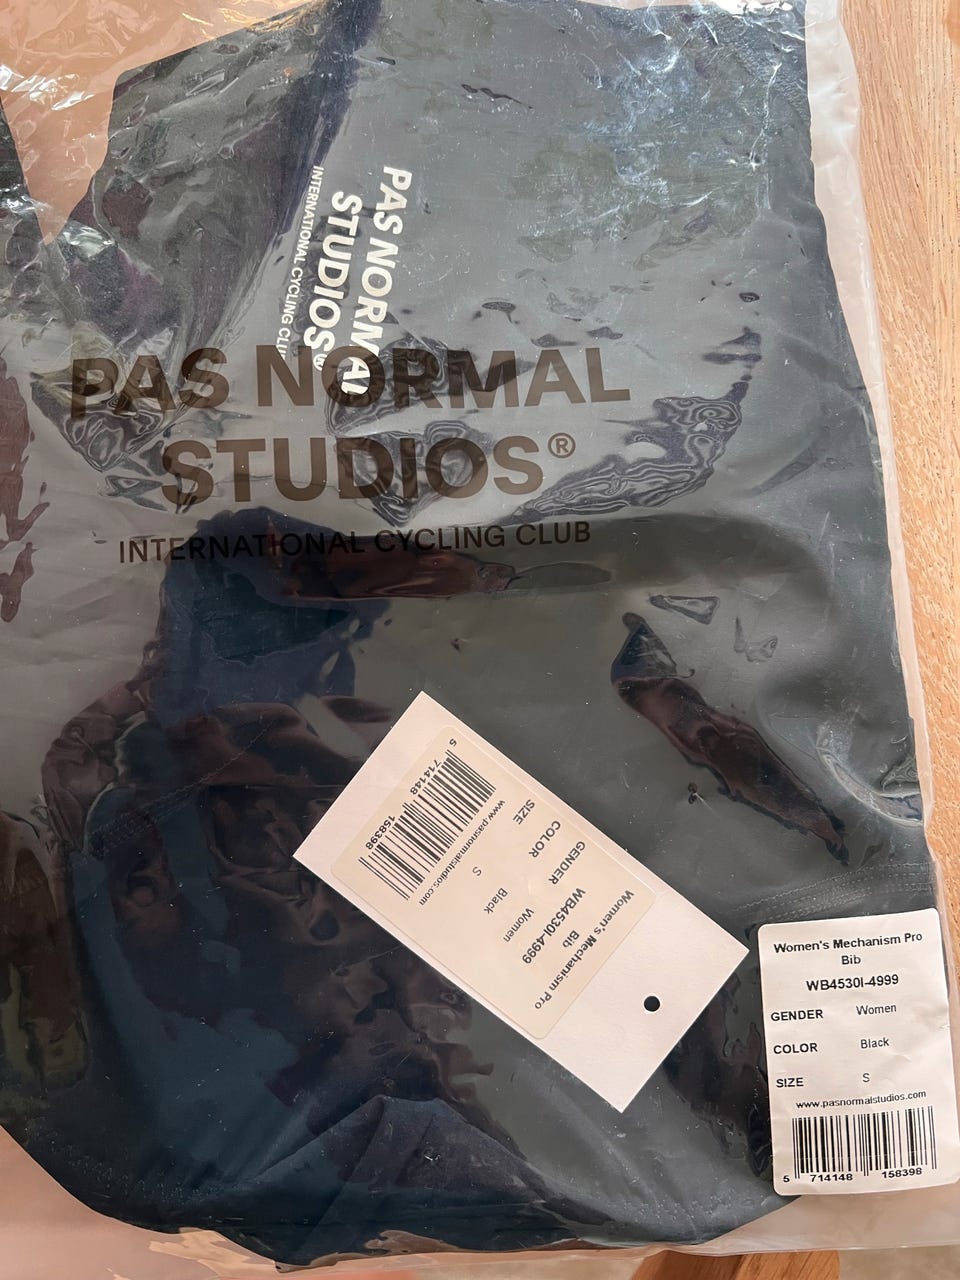 PAS NORMAL
STUDIOS
INTERNATIONAL CYCLING CLUB
PAS NORMAL
STUDIOS®
INTERNATIONAL CYCLING CLUB
Women's Mechanism Pro
Bib
WB4530I-4999
GENDER Women
COLOR Black
SIZE S
www.pasnormalstudios.com
5 714148 158398
Women's Mechanism Pro
Bib
WB4530I-4999
GENDER Women
COLOR Black
SIZE S
www.pasnormalstudios.com
5 714148 158398